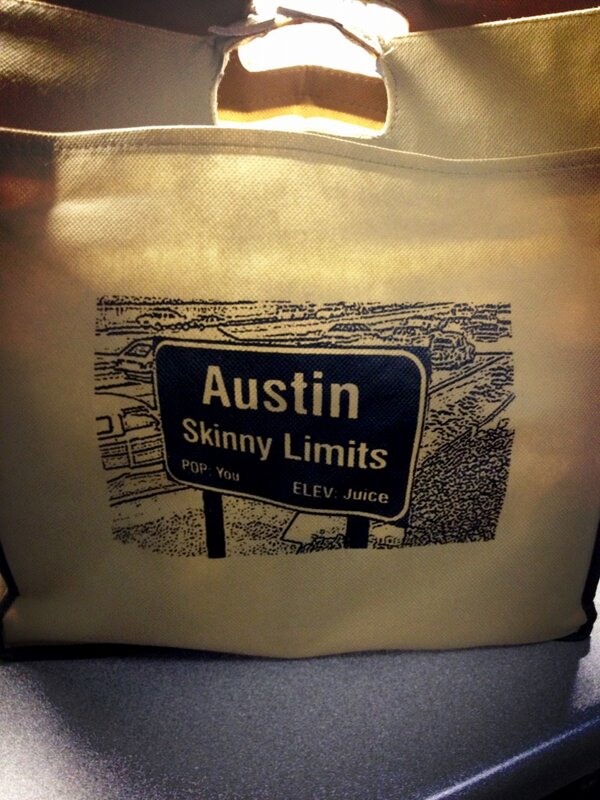 Austin
Skinny Limits
POP: You
ELEV: Juice